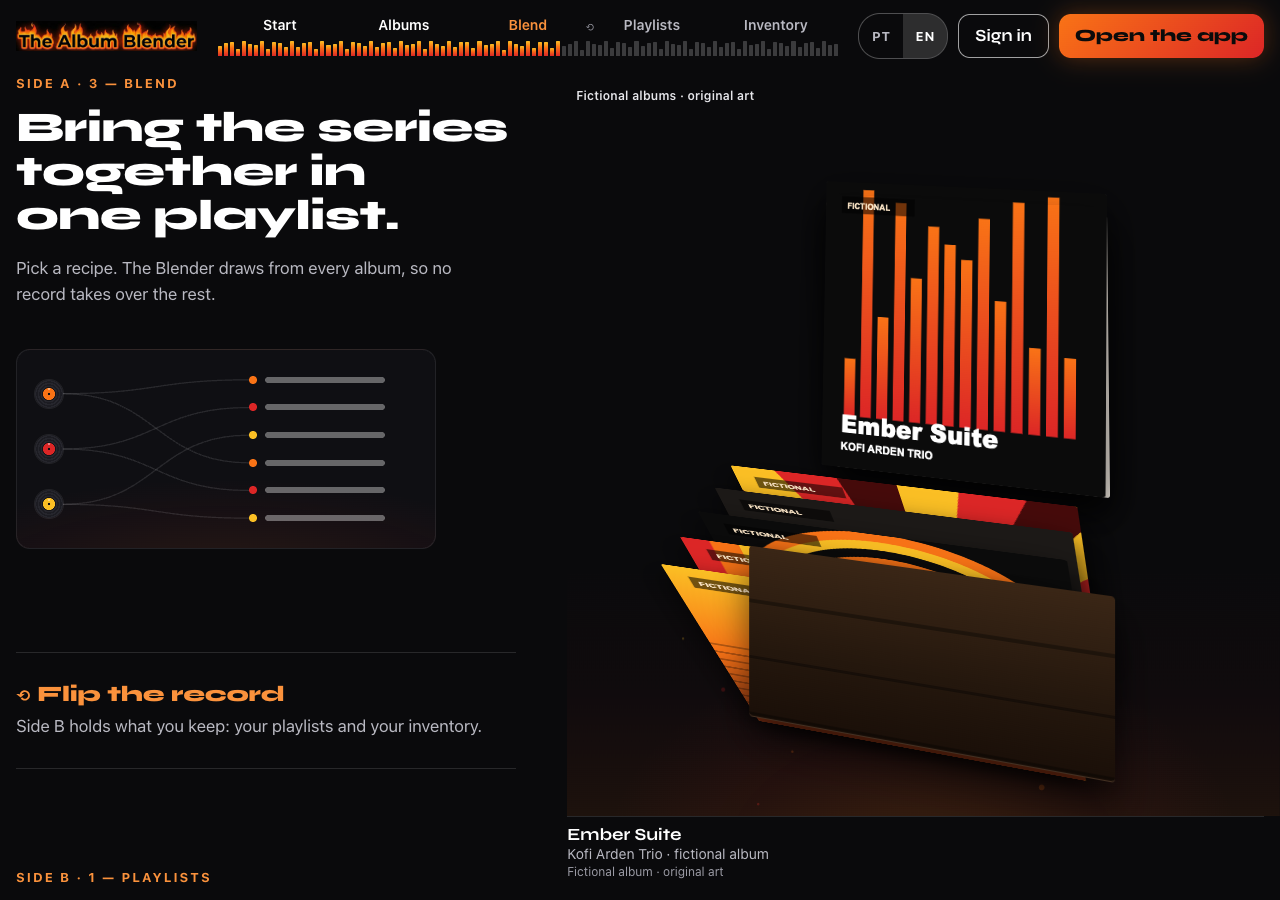 The Album Blender
Start
Albums
Blend
Playlists
Inventory
PT
EN
Sign in
Open the app
SIDE A · 3 — BLEND
Bring the series
together in
one playlist.
Pick a recipe. The Blender draws from every album, so no
record takes over the rest.
Flip the record
Side B holds what you keep: your playlists and your inventory.
SIDE B · 1 — PLAYLISTS
Fictional albums · original art
FICTIONAL
Ember Suite
KOFI ARDEN TRIO
FICTIONAL
FICTIONAL
FICTIONAL
FICTIONAL
Ember Suite
Kofi Arden Trio · fictional album
Fictional album · original art